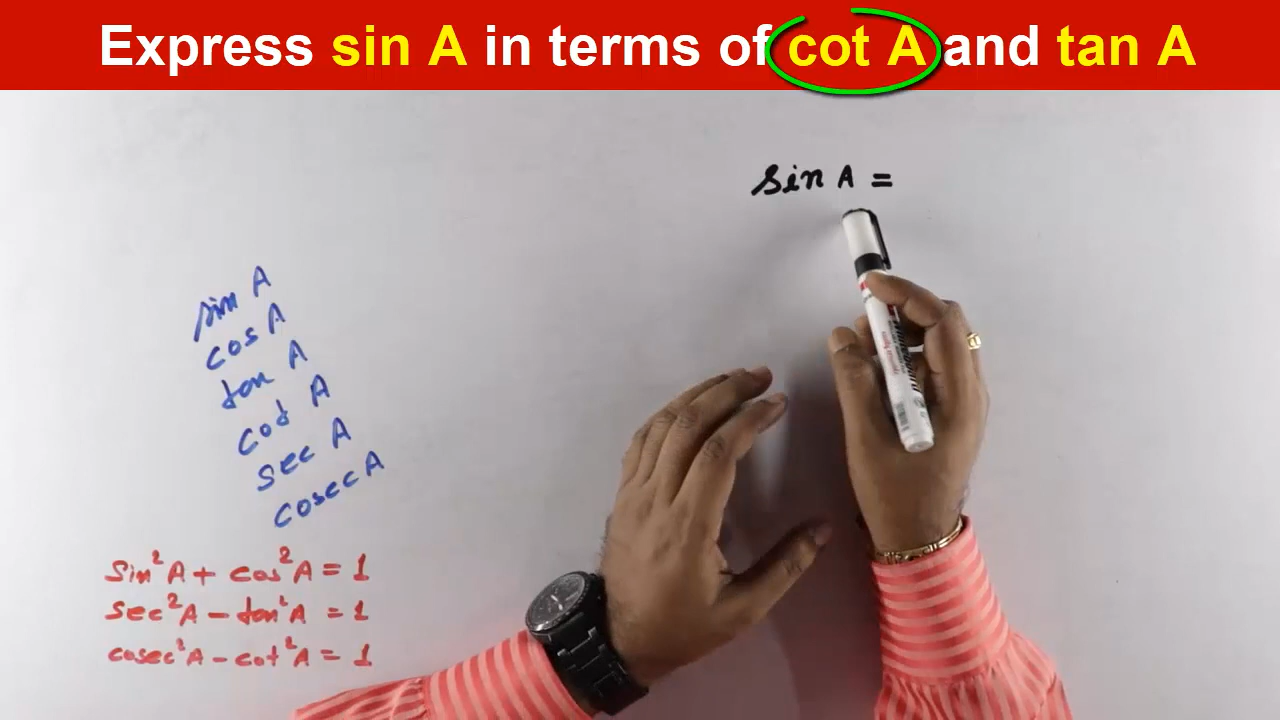 Express sin A in terms of cot A and tan A
sin A =
sin A
cos A
tan A
cot A
sec A
cosec A
sin²A + cos²A = 1
sec²A - tan²A = 1
cosec²A - cot²A = 1